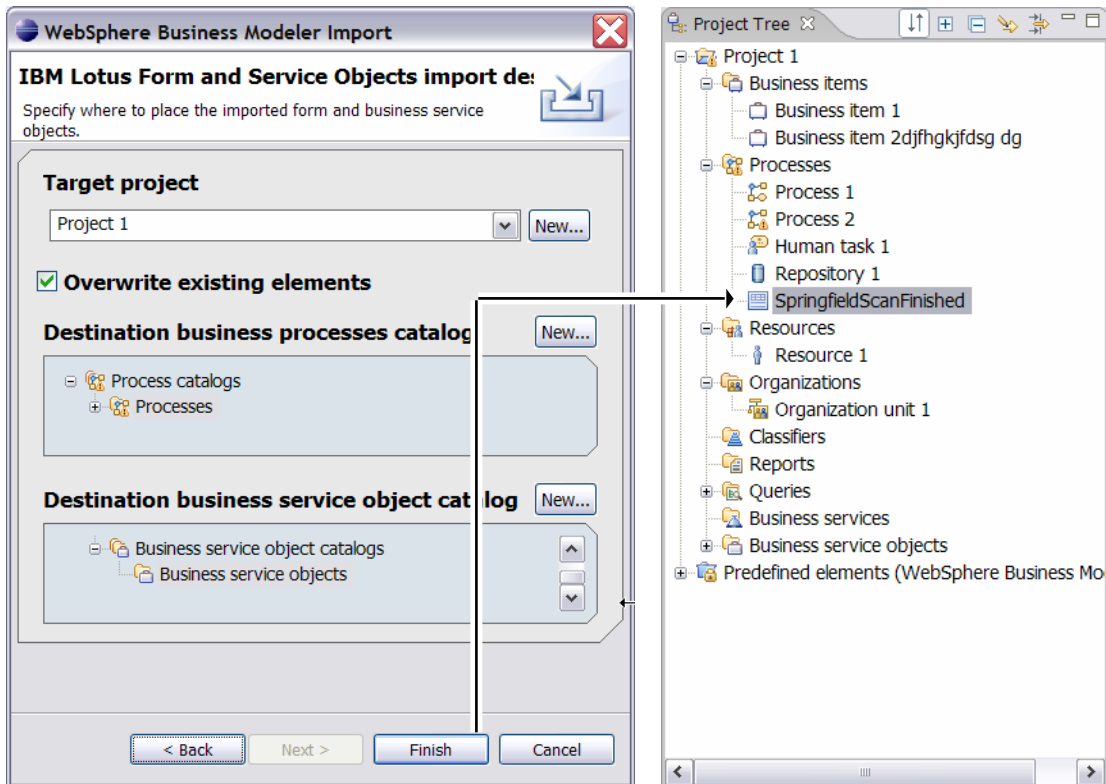 WebSphere Business Modeler Import
IBM Lotus Form and Service Objects import des
Specify where to place the imported form and business service
objects.
Target project
Project 1
New...
Overwrite existing elements
Destination business processes catalog
New...
Process catalogs
Processes
Destination business service object catalog
New...
Business service object catalogs
Business service objects
< Back
Next >
Finish
Cancel
Project Tree
Project 1
Business items
Business item 1
Business item 2djfhgkjfdsg dg
Processes
Process 1
Process 2
Human task 1
Repository 1
SpringfieldScanFinished
Resources
Resource 1
Organizations
Organization unit 1
Classifiers
Reports
Queries
Business services
Business service objects
Predefined elements (WebSphere Business Mo